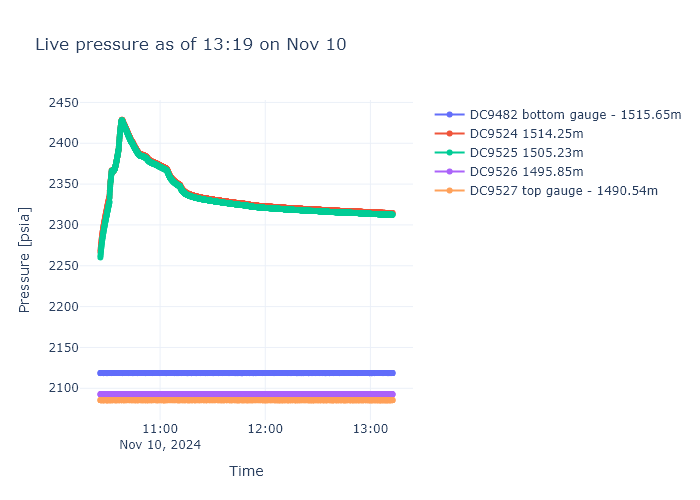 Live pressure as of 13:19 on Nov 10
2450
2400
2350
2300
2250
2200
2150
2100
Pressure [psia]
11:00
12:00
13:00
Nov 10, 2024
Time
DC9482 bottom gauge - 1515.65m
DC9524 1514.25m
DC9525 1505.23m
DC9526 1495.85m
DC9527 top gauge - 1490.54m